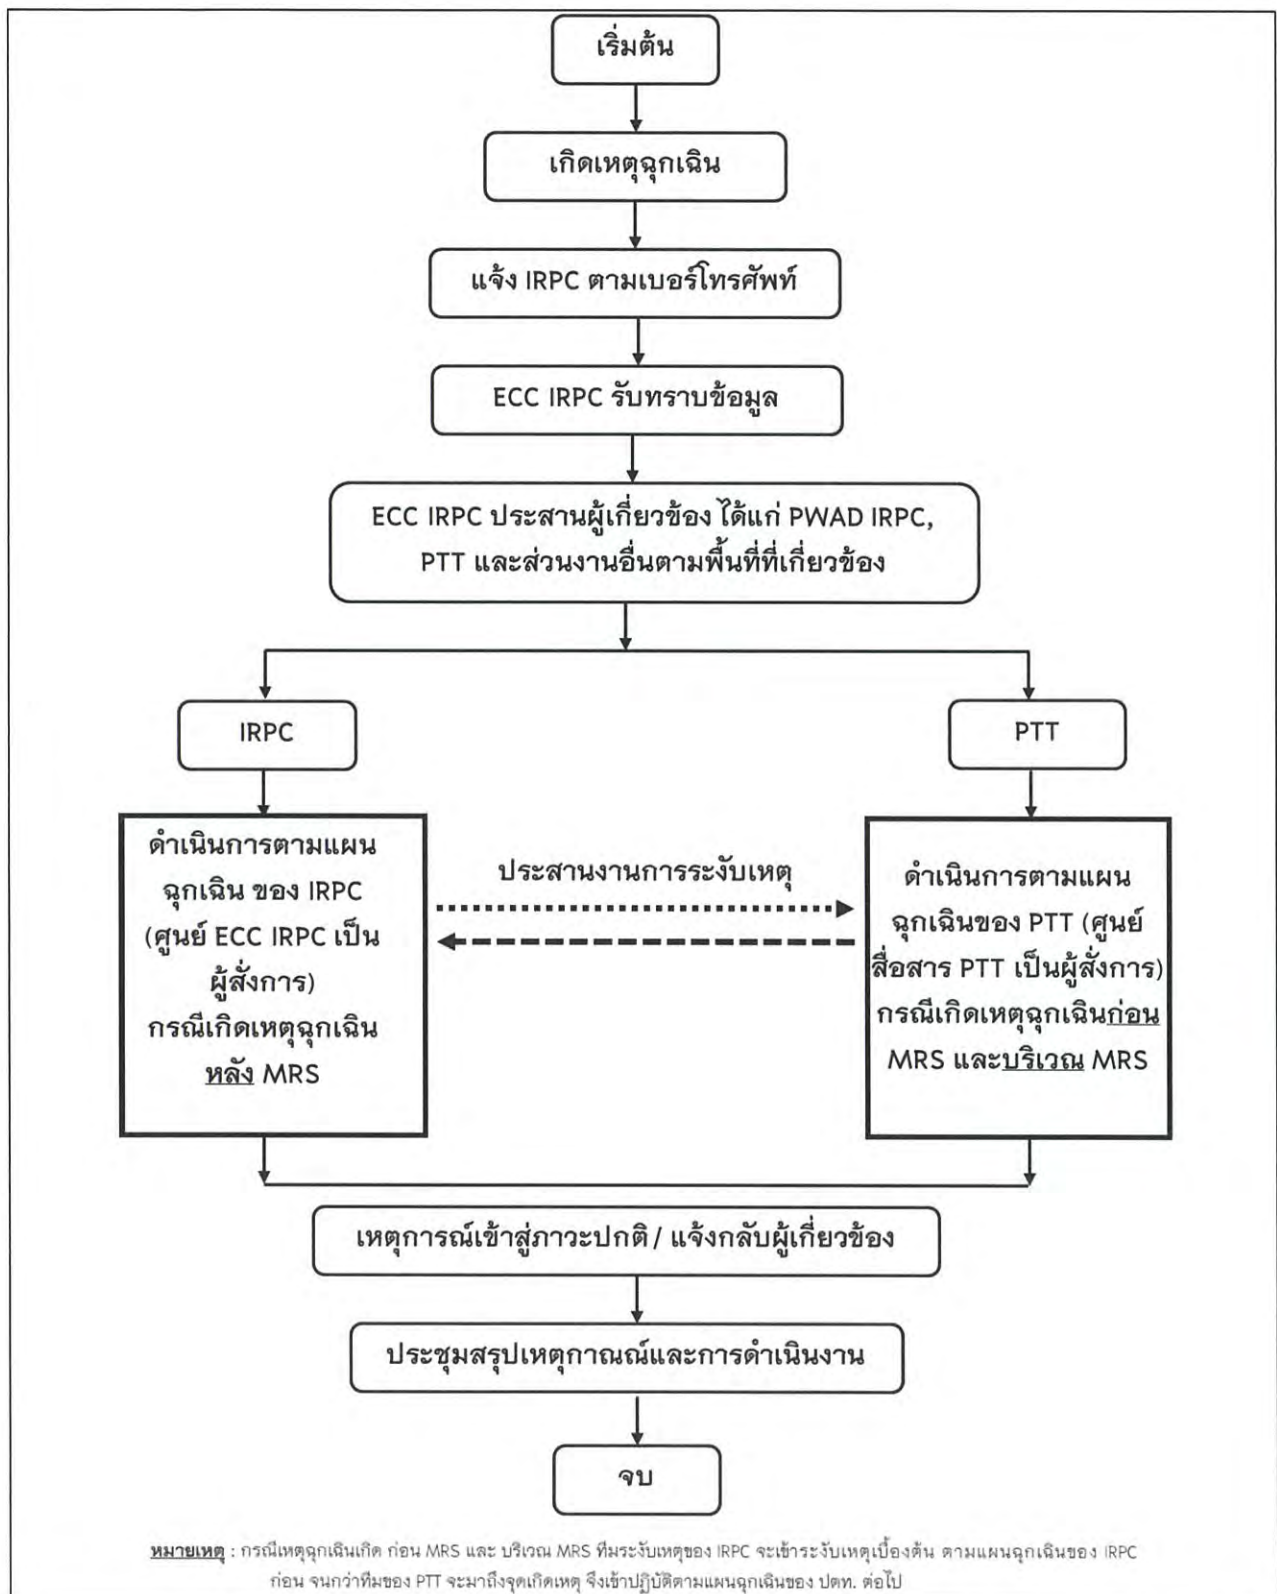 เริ่มต้น
เกิดเหตุฉุกเฉิน
แจ้ง IRPC ตามเบอร์โทรศัพท์
ECC IRPC รับทราบข้อมูล
ECC IRPC ประสานผู้เกี่ยวข้อง ได้แก่ PWAD IRPC,
PTT และส่วนงานอื่นตามพื้นที่ที่เกี่ยวข้อง
IRPC
PTT
ดำเนินการตามแผน
ฉุกเฉิน ของ IRPC
(ศูนย์ ECC IRPC เป็น
ผู้สั่งการ)
กรณีเกิดเหตุฉุกเฉิน
หลัง MRS
ประสานงานการระงับเหตุ
ดำเนินการตามแผน
ฉุกเฉินของ PTT (ศูนย์
สื่อสาร PTT เป็นผู้สั่งการ)
กรณีเกิดเหตุฉุกเฉินก่อน
MRS และบริเวณ MRS
เหตุการณ์เข้าสู่ภาวะปกติ / แจ้งกลับผู้เกี่ยวข้อง
ประชุมสรุปเหตุกาณณ์และการดำเนินงาน
จบ
หมายเหตุ : กรณีเหตุฉุกเฉินเกิด ก่อน MRS และ บริเวณ MRS ทีมระงับเหตุของ IRPC จะเข้าระงับเหตุเบื้องต้น ตามแผนฉุกเฉินของ IRPC
ก่อน จนกว่าทีมของ PTT จะมาถึงจุดเกิดเหตุ จึงเข้าปฏิบัติตามแผนฉุกเฉินของ ปตท. ต่อไป